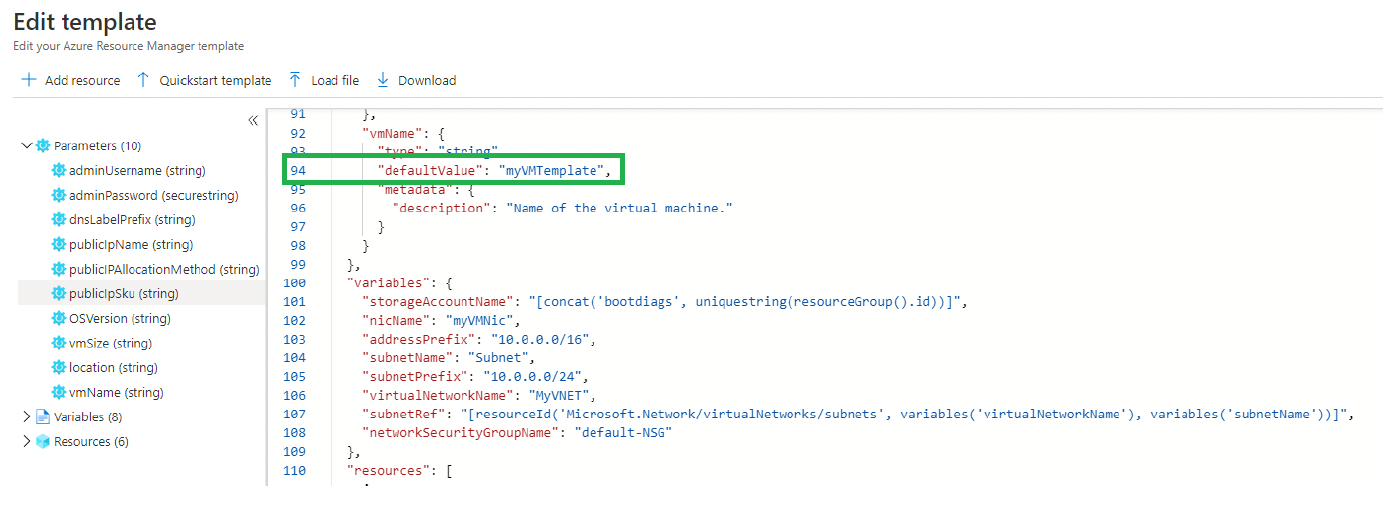 Edit template
Edit your Azure Resource Manager template
Add resource Quickstart template Load file Download
«
Parameters (10)
adminUsername (string)
adminPassword (securestring)
dnsLabelPrefix (string)
publicIpName (string)
publicIPAllocationMethod (string)
publicIpSku (string)
OSVersion (string)
vmSize (string)
location (string)
vmName (string)
Variables (8)
Resources (6)
91 },
92 "vmName": {
93 "type": "string"
94 "defaultValue": "myVMTemplate",
95 "metadata": {
96 "description": "Name of the virtual machine."
97 }
98 }
99 },
100 "variables": {
101 "storageAccountName": "[concat('bootdiags', uniquestring(resourceGroup().id))]",
102 "nicName": "myVMNic",
103 "addressPrefix": "10.0.0.0/16",
104 "subnetName": "Subnet",
105 "subnetPrefix": "10.0.0.0/24",
106 "virtualNetworkName": "MyVNET",
107 "subnetRef": "[resourceId('Microsoft.Network/virtualNetworks/subnets', variables('virtualNetworkName'), variables('subnetName'))]",
108 "networkSecurityGroupName": "default-NSG"
109 },
110 "resources": [